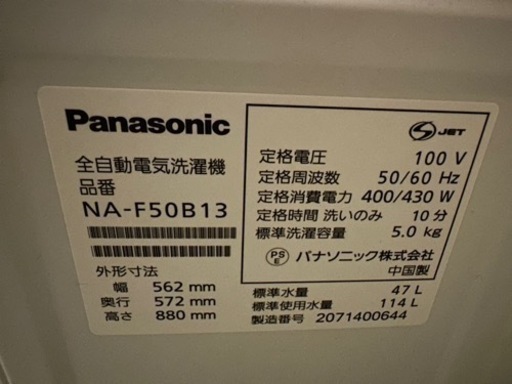 Panasonic
全自動電気洗濯機
品番
NA-F50B13
外形寸法
幅 562 mm
奥行 572 mm
高さ 880 mm
S JET
定格電圧 100 V
定格周波数 50/60 Hz
定格消費電力 400/430 W
定格時間 洗いのみ 10 分
標準洗濯容量 5.0 kg
PS E パナソニック株式会社
中国製
標準水量 47 L
標準使用水量 114 L
製造番号 2071400644